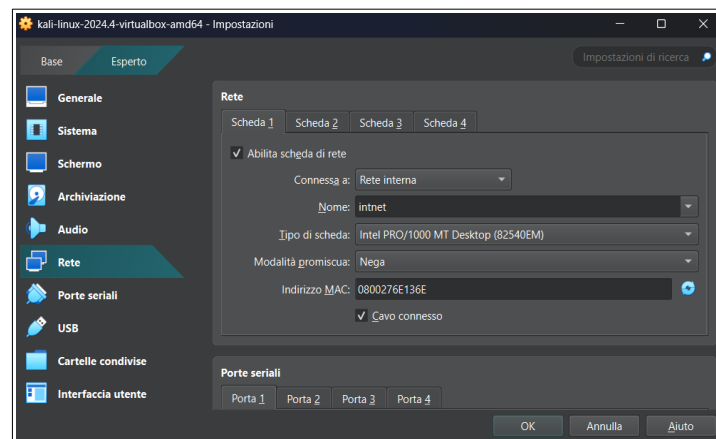 kali-linux-2024.4-virtualbox-amd64 - Impostazioni
Base Esperto Impostazioni di ricerca
Generale
Sistema
Schermo
Archiviazione
Audio
Rete
Porte seriali
USB
Cartelle condivise
Interfaccia utente
Rete
Scheda 1 Scheda 2 Scheda 3 Scheda 4
Abilita scheda di rete
Connessa a: Rete interna
Nome: intnet
Tipo di scheda: Intel PRO/1000 MT Desktop (82540EM)
Modalità promiscua: Nega
Indirizzo MAC: 0800276E136E
Cavo connesso
Porte seriali
Porta 1 Porta 2 Porta 3 Porta 4
OK Annulla Aiuto